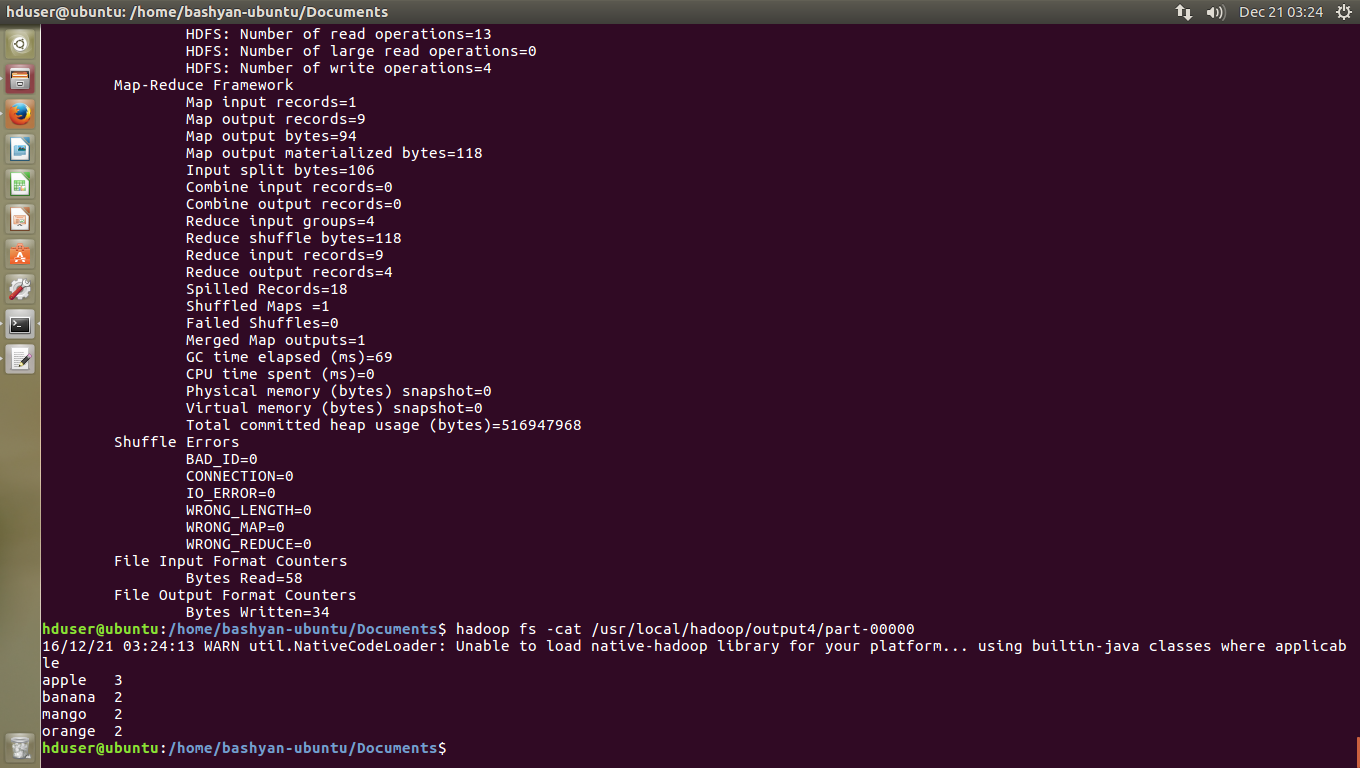 hduser@ubuntu: /home/bashyan-ubuntu/Documents
Dec 21 03:24
HDFS: Number of read operations=13
HDFS: Number of large read operations=0
HDFS: Number of write operations=4
Map-Reduce Framework
Map input records=1
Map output records=9
Map output bytes=94
Map output materialized bytes=118
Input split bytes=106
Combine input records=0
Combine output records=0
Reduce input groups=4
Reduce shuffle bytes=118
Reduce input records=9
Reduce output records=4
Spilled Records=18
Shuffled Maps =1
Failed Shuffles=0
Merged Map outputs=1
GC time elapsed (ms)=69
CPU time spent (ms)=0
Physical memory (bytes) snapshot=0
Virtual memory (bytes) snapshot=0
Total committed heap usage (bytes)=516947968
Shuffle Errors
BAD_ID=0
CONNECTION=0
IO_ERROR=0
WRONG_LENGTH=0
WRONG_MAP=0
WRONG_REDUCE=0
File Input Format Counters
Bytes Read=58
File Output Format Counters
Bytes Written=34
hduser@ubuntu:/home/bashyan-ubuntu/Documents$ hadoop fs -cat /usr/local/hadoop/output4/part-00000
16/12/21 03:24:13 WARN util.NativeCodeLoader: Unable to load native-hadoop library for your platform... using builtin-java classes where applicab
le
apple 3
banana 2
mango 2
orange 2
hduser@ubuntu:/home/bashyan-ubuntu/Documents$